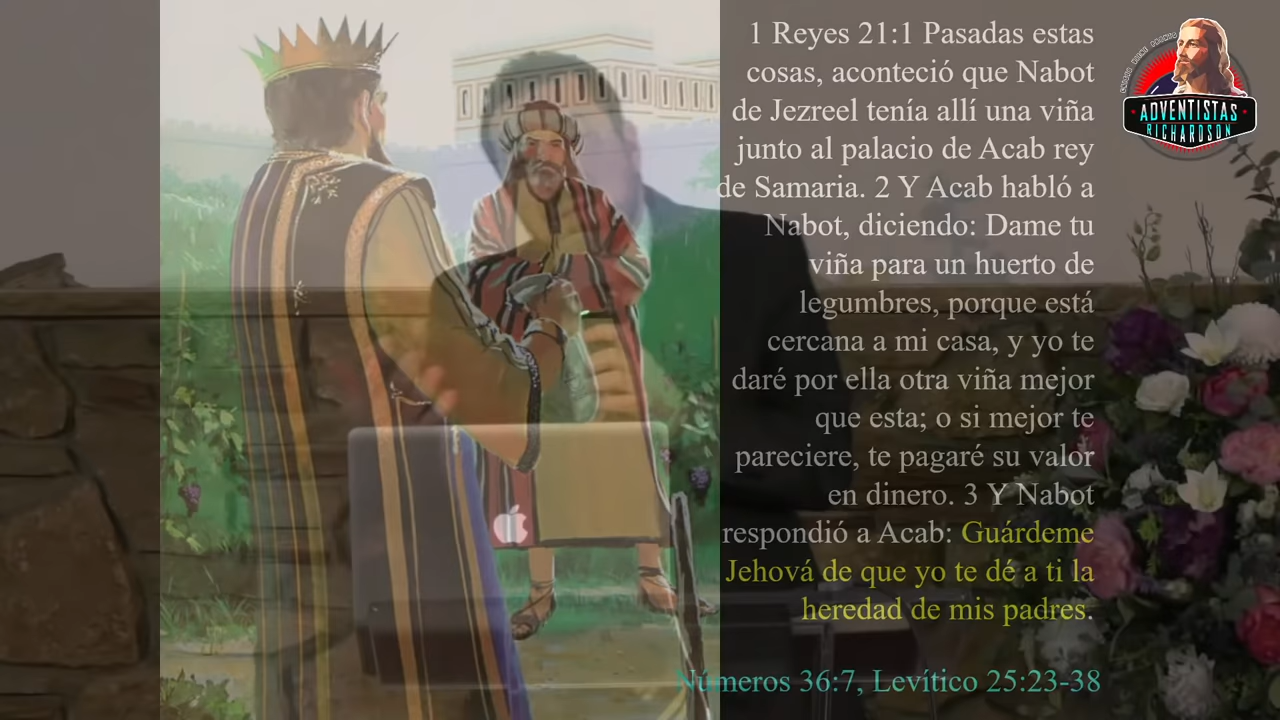 1 Reyes 21:1 Pasadas estas
cosas, aconteció que Nabot
de Jezreel tenía allí una viña
junto al palacio de Acab rey
de Samaria. 2 Y Acab habló a
Nabot, diciendo: Dame tu
viña para un huerto de
legumbres, porque está
cercana a mi casa, y yo te
daré por ella otra viña mejor
que esta; o si mejor te
pareciere, te pagaré su valor
en dinero. 3 Y Nabot
respondió a Acab: Guárdeme
Jehová de que yo te dé a ti la
heredad de mis padres.
Números 36:7, Levítico 25:23-38
ADVENTISTAS
RICHARDSON